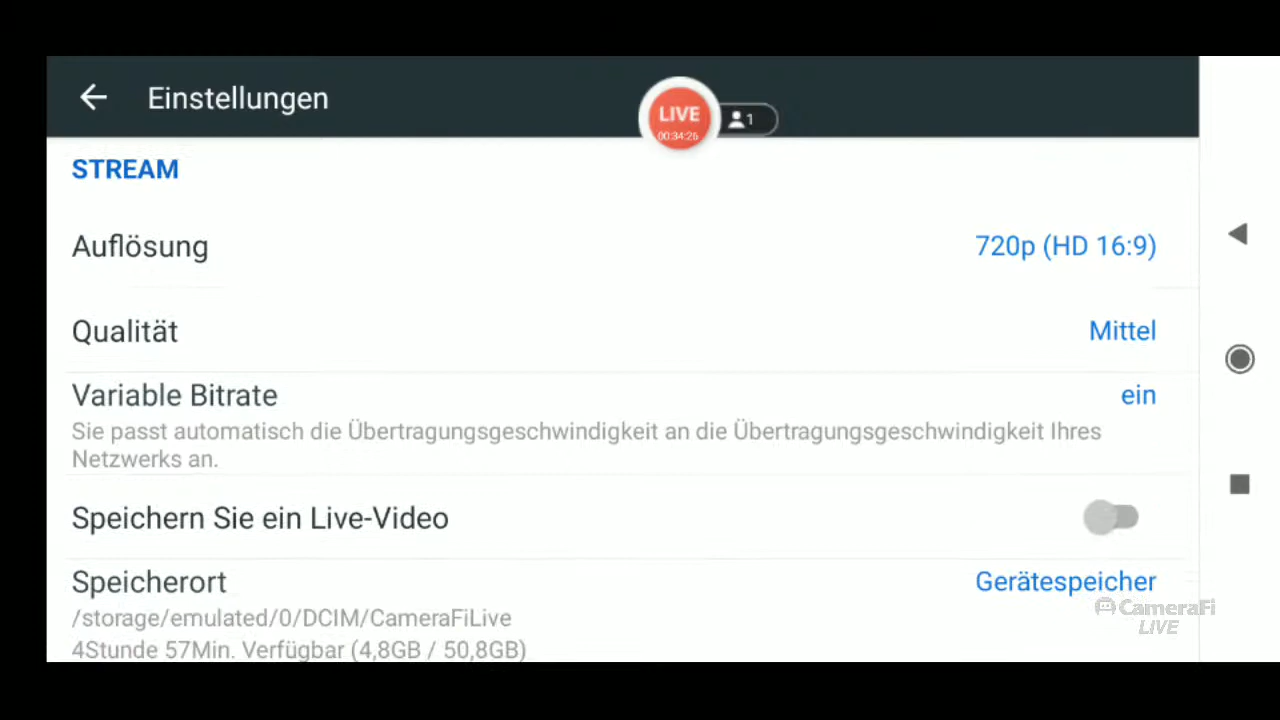 Einstellungen
LIVE
00:34:26
1
STREAM
Auflösung
720p (HD 16:9)
Qualität
Mittel
Variable Bitrate
ein
Sie passt automatisch die Übertragungsgeschwindigkeit an die Übertragungsgeschwindigkeit Ihres
Netzwerks an.
Speichern Sie ein Live-Video
Speicherort
Gerätespeicher
/storage/emulated/0/DCIM/CameraFiLive
4Stunde 57Min. Verfügbar (4,8GB / 50,8GB)
CameraFi
LIVE